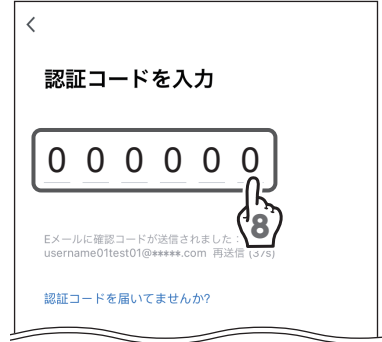 認証コードを入力
0 0 0 0 0 0
8
Eメールに確認コードが送信されました：
username01test01@*****.com 再送信 (37s)
認証コードを届いてませんか?